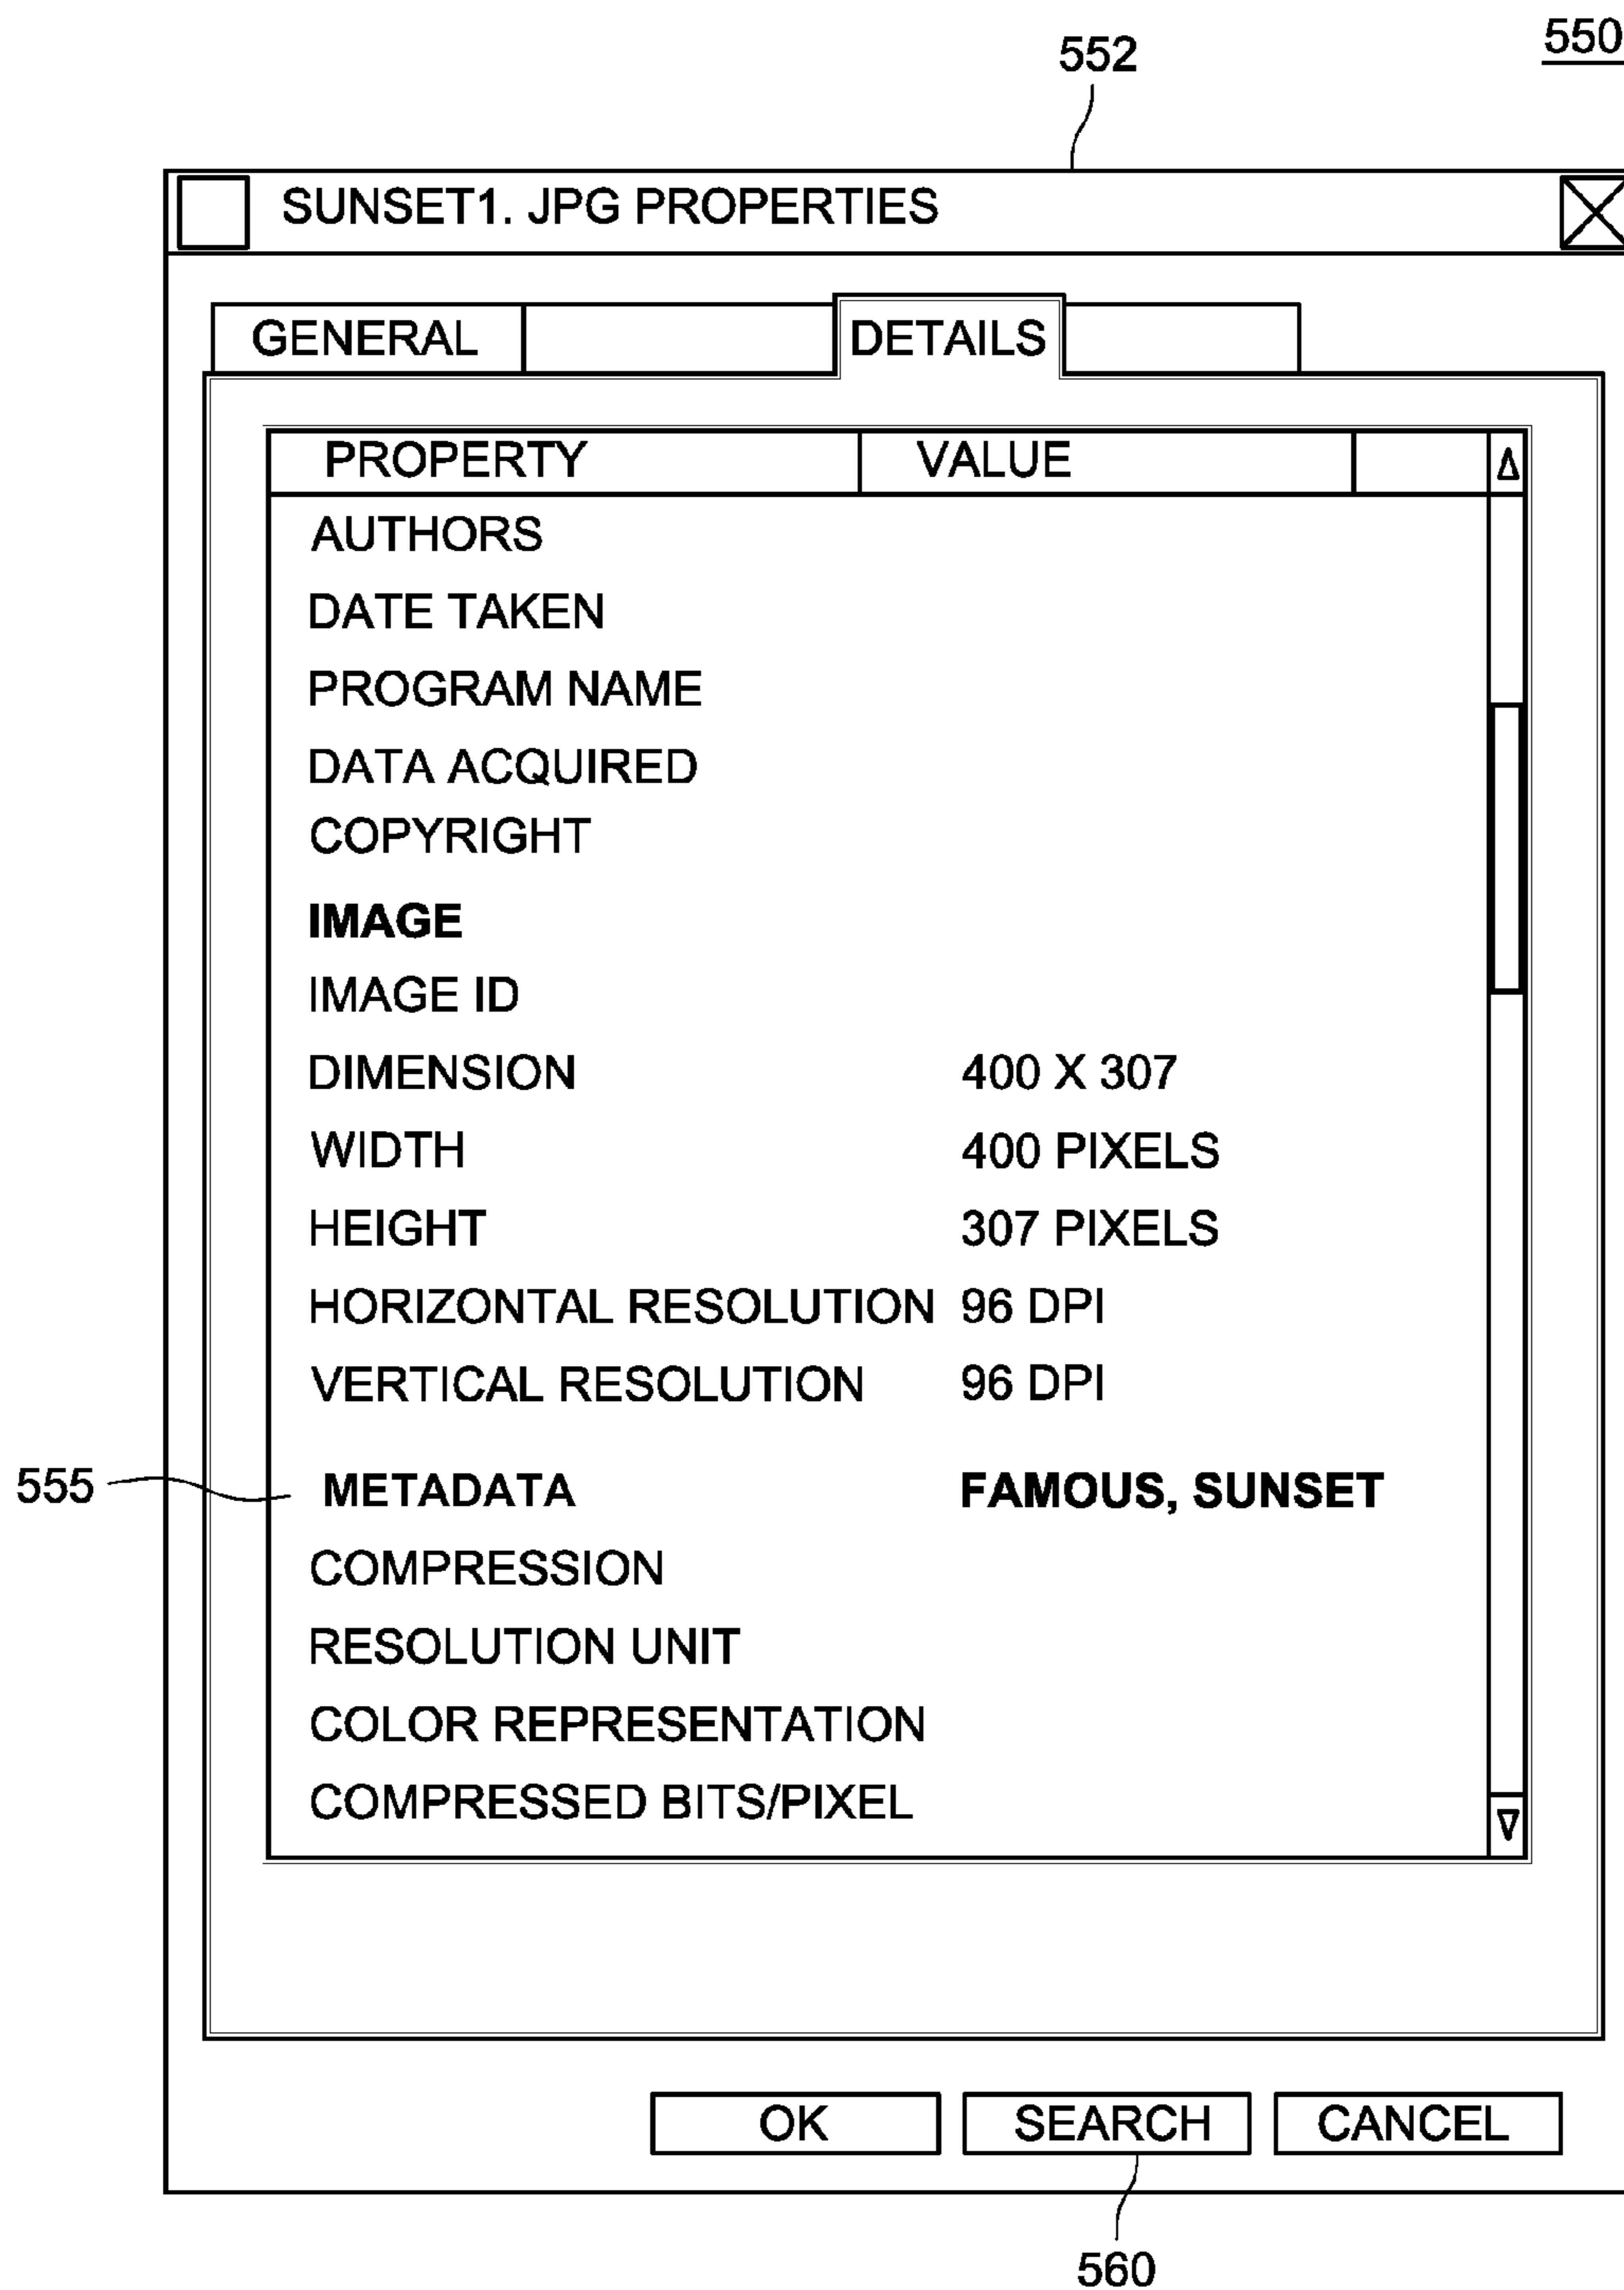 550
552
SUNSET1. JPG PROPERTIES
GENERAL DETAILS
PROPERTY VALUE
AUTHORS
DATE TAKEN
PROGRAM NAME
DATA ACQUIRED
COPYRIGHT
IMAGE
IMAGE ID
DIMENSION 400 X 307
WIDTH 400 PIXELS
HEIGHT 307 PIXELS
HORIZONTAL RESOLUTION 96 DPI
VERTICAL RESOLUTION 96 DPI
555 METADATA FAMOUS, SUNSET
COMPRESSION
RESOLUTION UNIT
COLOR REPRESENTATION
COMPRESSED BITS/PIXEL
OK SEARCH CANCEL
560